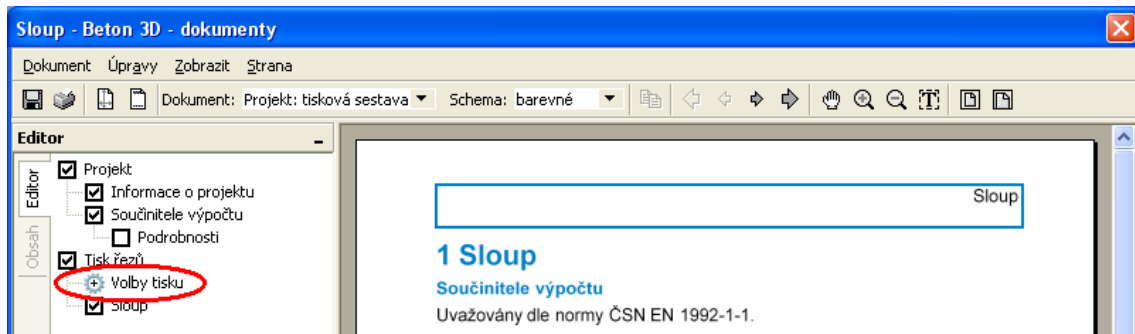 Sloup - Beton 3D - dokumenty
Dokument Úpravy Zobrazit Strana
Dokument: Projekt: tisková sestava Schema: barevné
Editor
Editor
Obsah
Projekt
Informace o projektu
Součinitele výpočtu
Podrobnosti
Tisk řezů
Volby tisku
Sloup
Sloup
1 Sloup
Součinitele výpočtu
Uvažovány dle normy ČSN EN 1992-1-1.